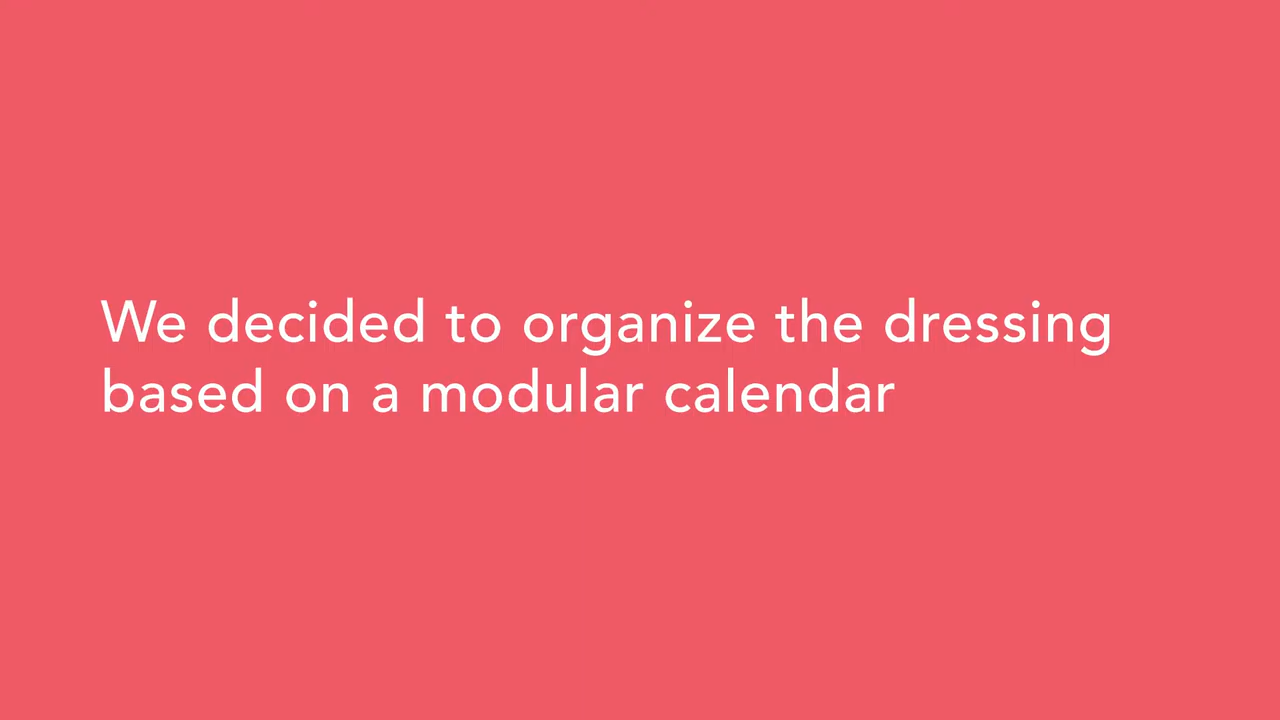 We decided to organize the dressing
based on a modular calendar